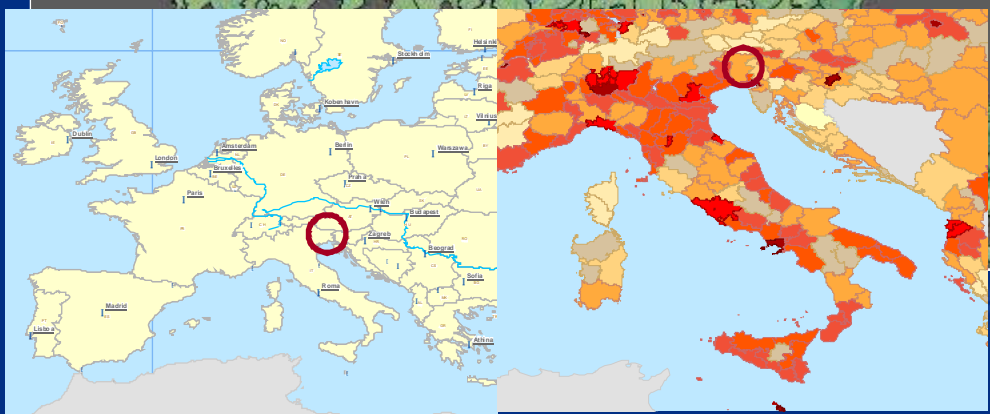 Helsinki
Stockholm
Riga
Kobenhavn
Vilnius
Dublin
Amsterdam
Berlin
Warszawa
London
Bruxelles
Praha
Paris
Wien
Budapest
Zagreb
Beograd
Sofia
Roma
Madrid
Lisboa
Athina